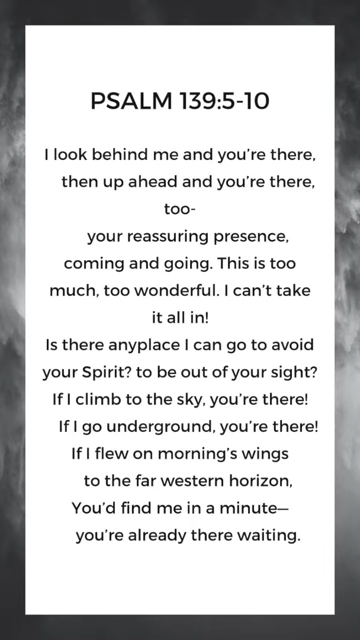 PSALM 139:5-10
I look behind me and you're there,
then up ahead and you're there,
too-
your reassuring presence,
coming and going. This is too
much, too wonderful. I can't take
it all in!
Is there anyplace I can go to avoid
your Spirit? to be out of your sight?
If I climb to the sky, you're there!
If I go underground, you're there!
If I flew on morning's wings
to the far western horizon,
You'd find me in a minute—
you're already there waiting.